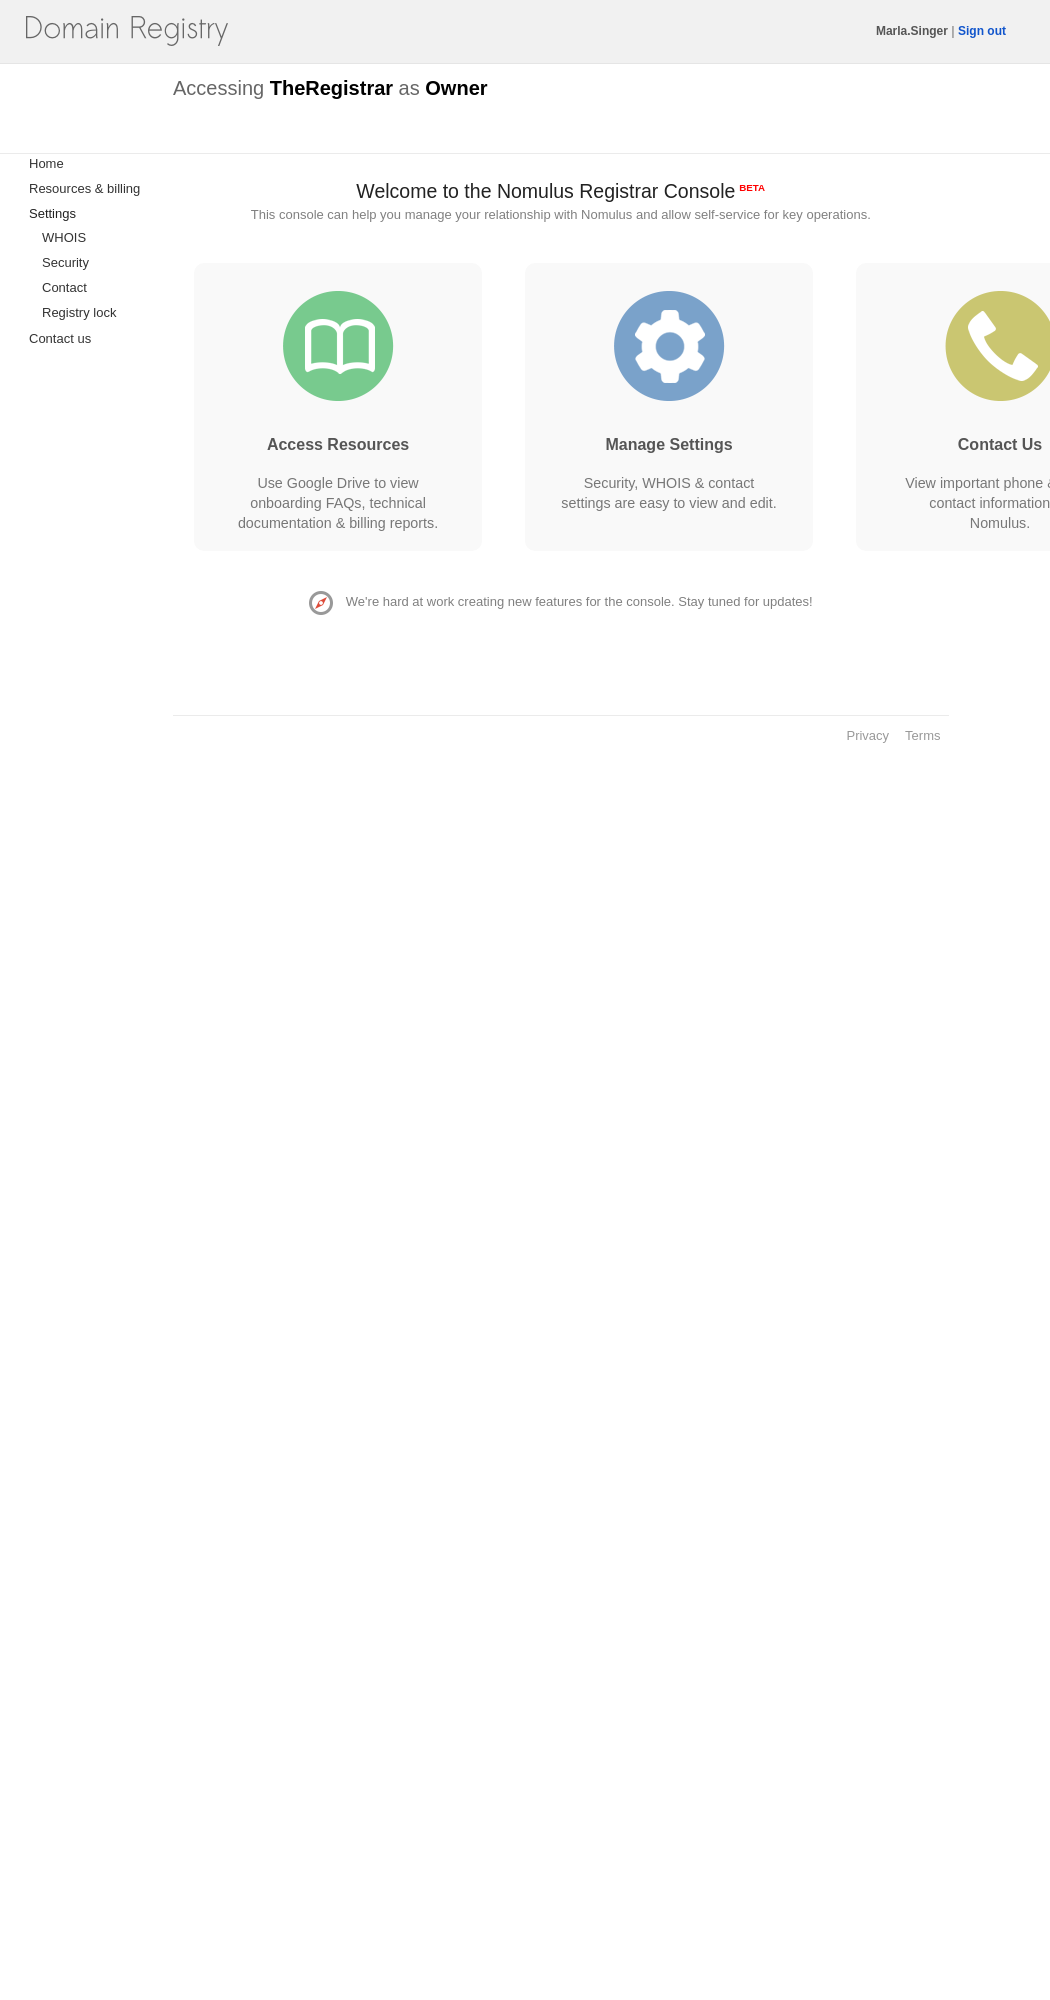 Domain Registry
Marla.Singer | Sign out
Accessing TheRegistrar as Owner
Home
Resources & billing
Settings
WHOIS
Security
Contact
Registry lock
Contact us
Welcome to the Nomulus Registrar Console BETA
This console can help you manage your relationship with Nomulus and allow self-service for key operations.
Access Resources
Use Google Drive to view
onboarding FAQs, technical
documentation & billing reports.
Manage Settings
Security, WHOIS & contact
settings are easy to view and edit.
Contact Us
View important phone
contact information
Nomulus.
We're hard at work creating new features for the console. Stay tuned for updates!
Privacy Terms